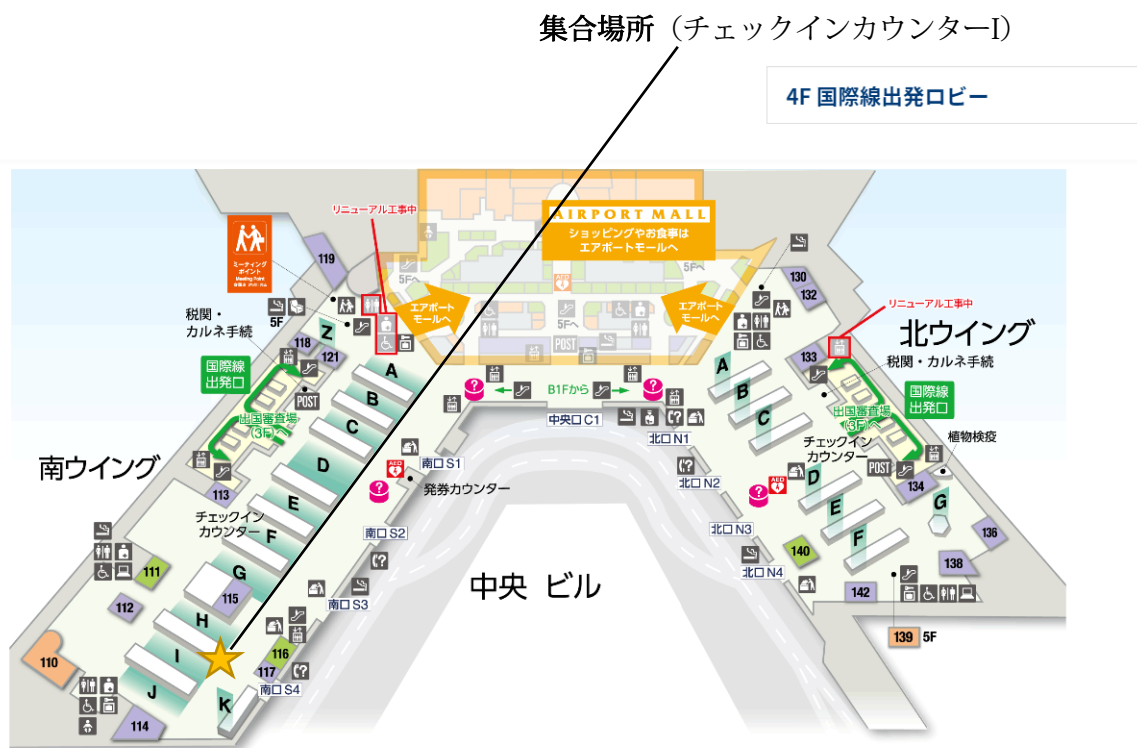 集合場所（チェックインカウンターI）
4F 国際線出発ロビー
リニューアル工事中
AIRPORT MALL
ショッピングやお食事は
エアポートモールへ
ミーティング
ポイント
Meeting Point
119
5F
税関・
カルネ手続
118
121
Z
国際線
出発口
POST
出国審査場
(3F)へ
南ウイング
113
チェックイン
カウンター
5Fへ
5Fへ
5Fへ
AED
POST
エアポート
モールへ
エアポート
モールへ
B1Fから
中央口 C1
A
B
C
D
E
F
G
H
I
J
K
115
111
112
110
114
116
117
南口 S1
AED
発券カウンター
南口 S2
南口 S3
南口 S4
中央 ビル
130
132
リニューアル工事中
北ウイング
133
税関・カルネ手続
国際線
出発口
出国審査場
(3F)へ
植物検疫
チェックイン
カウンター
POST
134
A
B
C
D
E
F
G
北口 N1
北口 N2
AED
北口 N3
北口 N4
140
142
136
138
139
5F